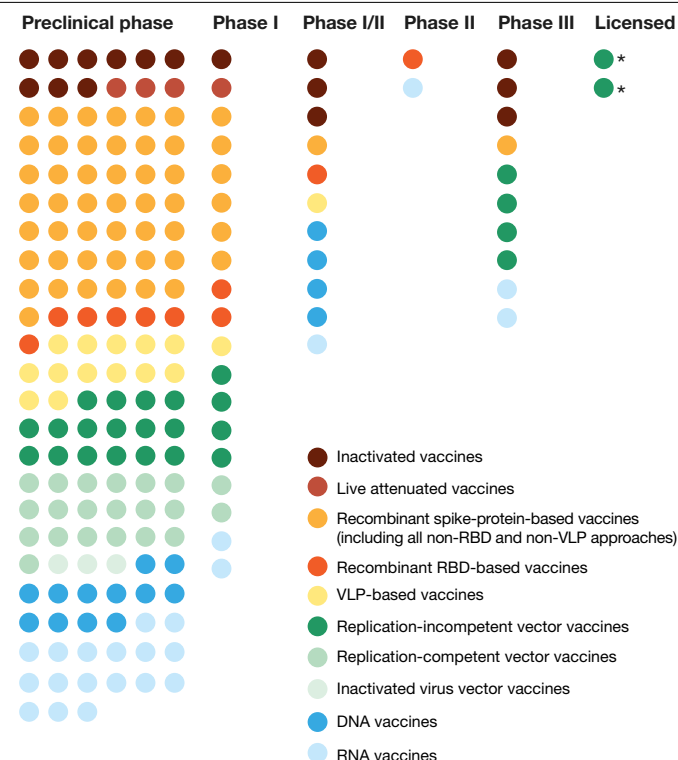 Preclinical phase Phase I Phase I/II Phase II Phase III Licensed
*
*
Inactivated vaccines
Live attenuated vaccines
Recombinant spike-protein-based vaccines
(including all non-RBD and non-VLP approaches)
Recombinant RBD-based vaccines
VLP-based vaccines
Replication-incompetent vector vaccines
Replication-competent vector vaccines
Inactivated virus vector vaccines
DNA vaccines
RNA vaccines